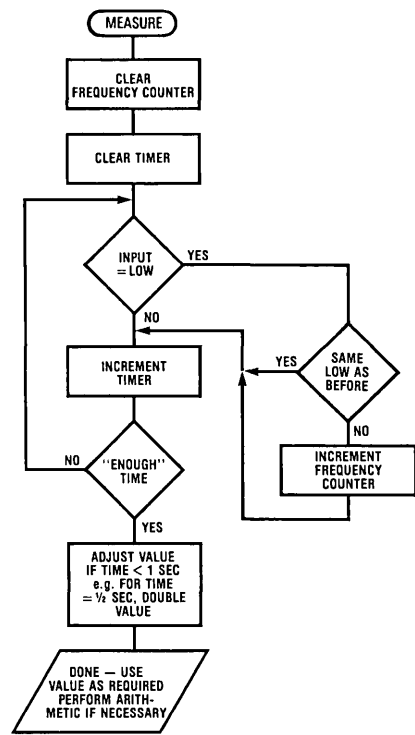 MEASURE
CLEAR
FREQUENCY COUNTER
CLEAR TIMER
INPUT
= LOW
YES
NO
SAME
LOW AS
BEFORE
YES
NO
INCREMENT
TIMER
INCREMENT
FREQUENCY
COUNTER
"ENOUGH"
TIME
NO
YES
ADJUST VALUE
IF TIME < 1 SEC
e.g. FOR TIME
= ½ SEC, DOUBLE
VALUE
DONE — USE
VALUE AS REQUIRED
PERFORM ARITH-
METIC IF NECESSARY